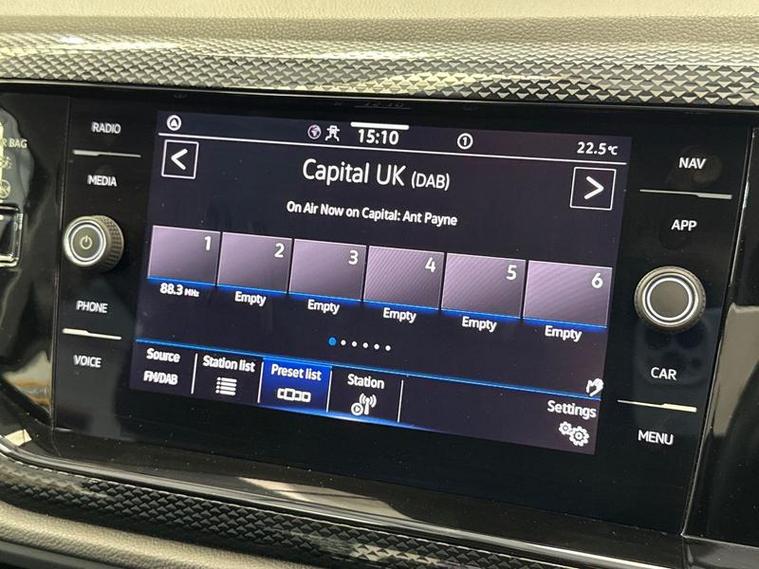 R BAG
RADIO
MEDIA
PHONE
VOICE
15:10
1
22.5°C
Capital UK (DAB)
On Air Now on Capital: Ant Payne
1 2 3 4 5 6
88.3 MHz Empty Empty Empty Empty Empty
Source Station list Preset list Station
FM/DAB
Settings
NAV
APP
CAR
MENU